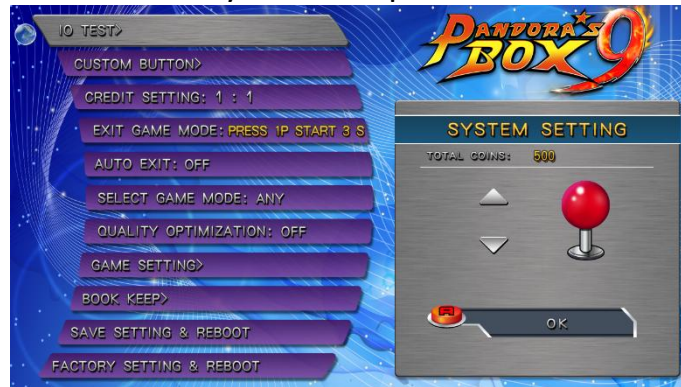 IO TEST>
CUSTOM BUTTON>
CREDIT SETTING: 1 : 1
EXIT GAME MODE: PRESS 1P START 3 S
AUTO EXIT: OFF
SELECT GAME MODE: ANY
QUALITY OPTIMIZATION: OFF
GAME SETTING>
BOOK KEEP>
SAVE SETTING & REBOOT
FACTORY SETTING & REBOOT
PANDORA'S
BOX 9
SYSTEM SETTING
TOTAL COINS: 500
A
OK